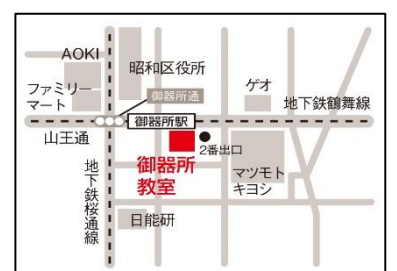 AOKI
昭和区役所
ファミリー
マート
御器所通
ゲオ
地下鉄鶴舞線
御器所駅
山王通
2番出口
御器所
教室
マツモト
キヨシ
地下鉄桜通線
日能研